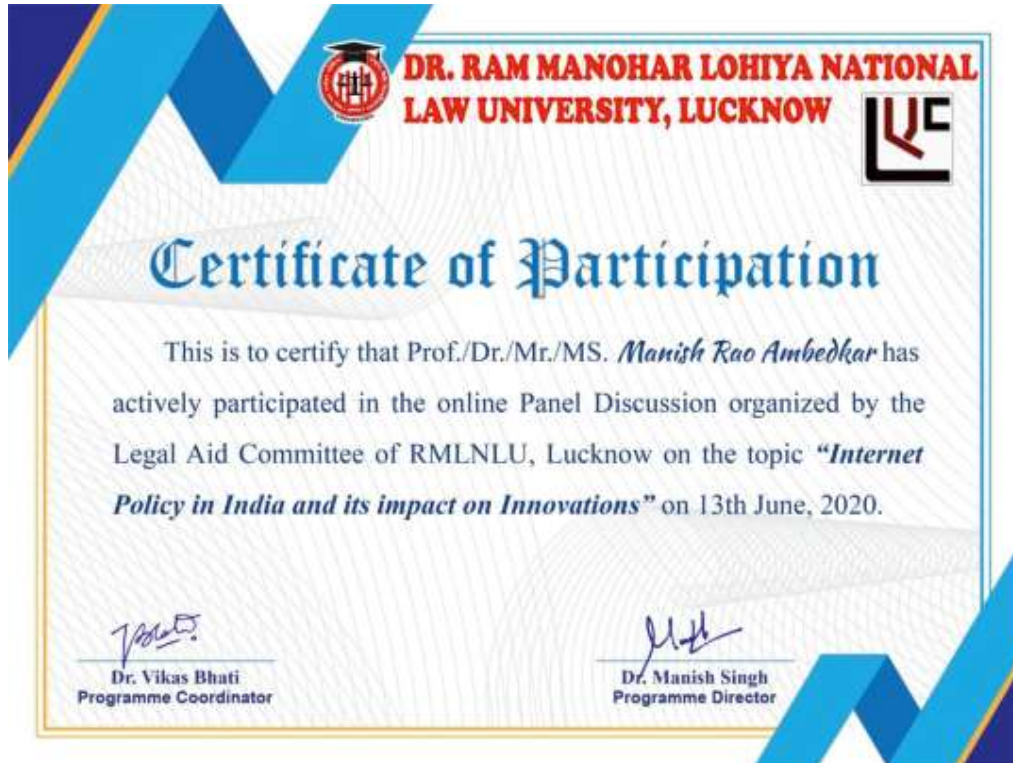 DR. RAM MANOHAR LOHIYA NATIONAL
LAW UNIVERSITY, LUCKNOW
Certificate of Participation
This is to certify that Prof./Dr./Mr./MS. Manish Rao Ambedkar has
actively participated in the online Panel Discussion organized by the
Legal Aid Committee of RMLNLU, Lucknow on the topic “Internet
Policy in India and its impact on Innovations” on 13th June, 2020.
Dr. Vikas Bhati
Programme Coordinator
Dr. Manish Singh
Programme Director